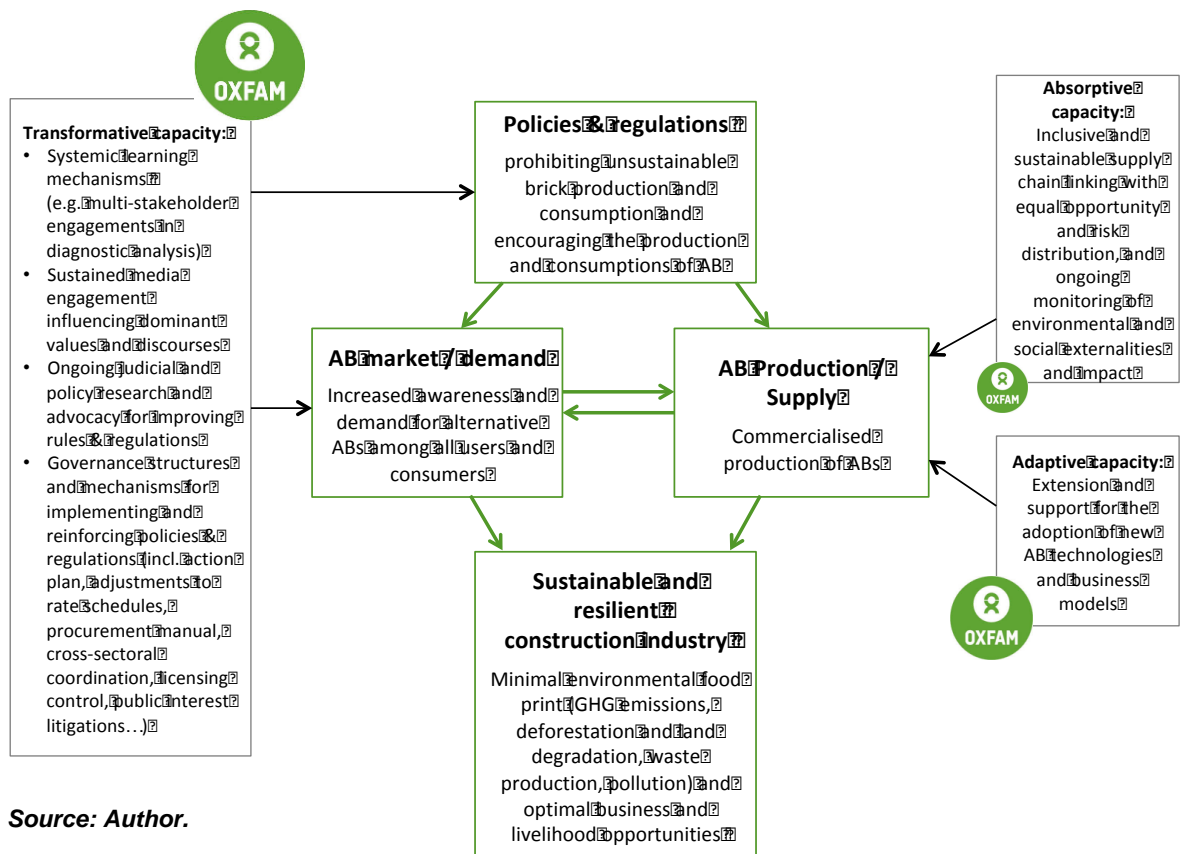 OXFAM
Transformative capacity:
• Systemic learning
mechanisms
(e.g. multi-stakeholder
engagements in
diagnostic analysis)
• Sustained media
engagement
influencing dominant
values and discourses
• Ongoing judicial and
policy research and
advocacy for improving
rules & regulations
• Governance structures
and mechanisms for
implementing and
reinforcing policies &
regulations (incl. action
plan, adjustments to
rate schedules,
procurement manual,
cross-sectoral
coordination, licensing
control, public interest
litigations...)
Policies & regulations
prohibiting unsustainable
brick production and
consumption and
encouraging the production
and consumptions of AB
AB market / demand
Increased awareness and
demand for alternative
ABs among all users and
consumers
AB Production /
Supply
Commercialised
production of ABs
Absorptive
capacity:
Inclusive and
sustainable supply
chain linking with
equal opportunity
and risk
distribution, and
ongoing
monitoring of
environmental and
social externalities
and impact
OXFAM
Adaptive capacity:
Extension and
support for the
adoption of new
AB technologies
and business
models
OXFAM
Sustainable and
resilient
construction industry
Minimal environmental food
print (GHG emissions,
deforestation and land
degradation, waste
production, pollution) and
optimal business and
livelihood opportunities
Source: Author.